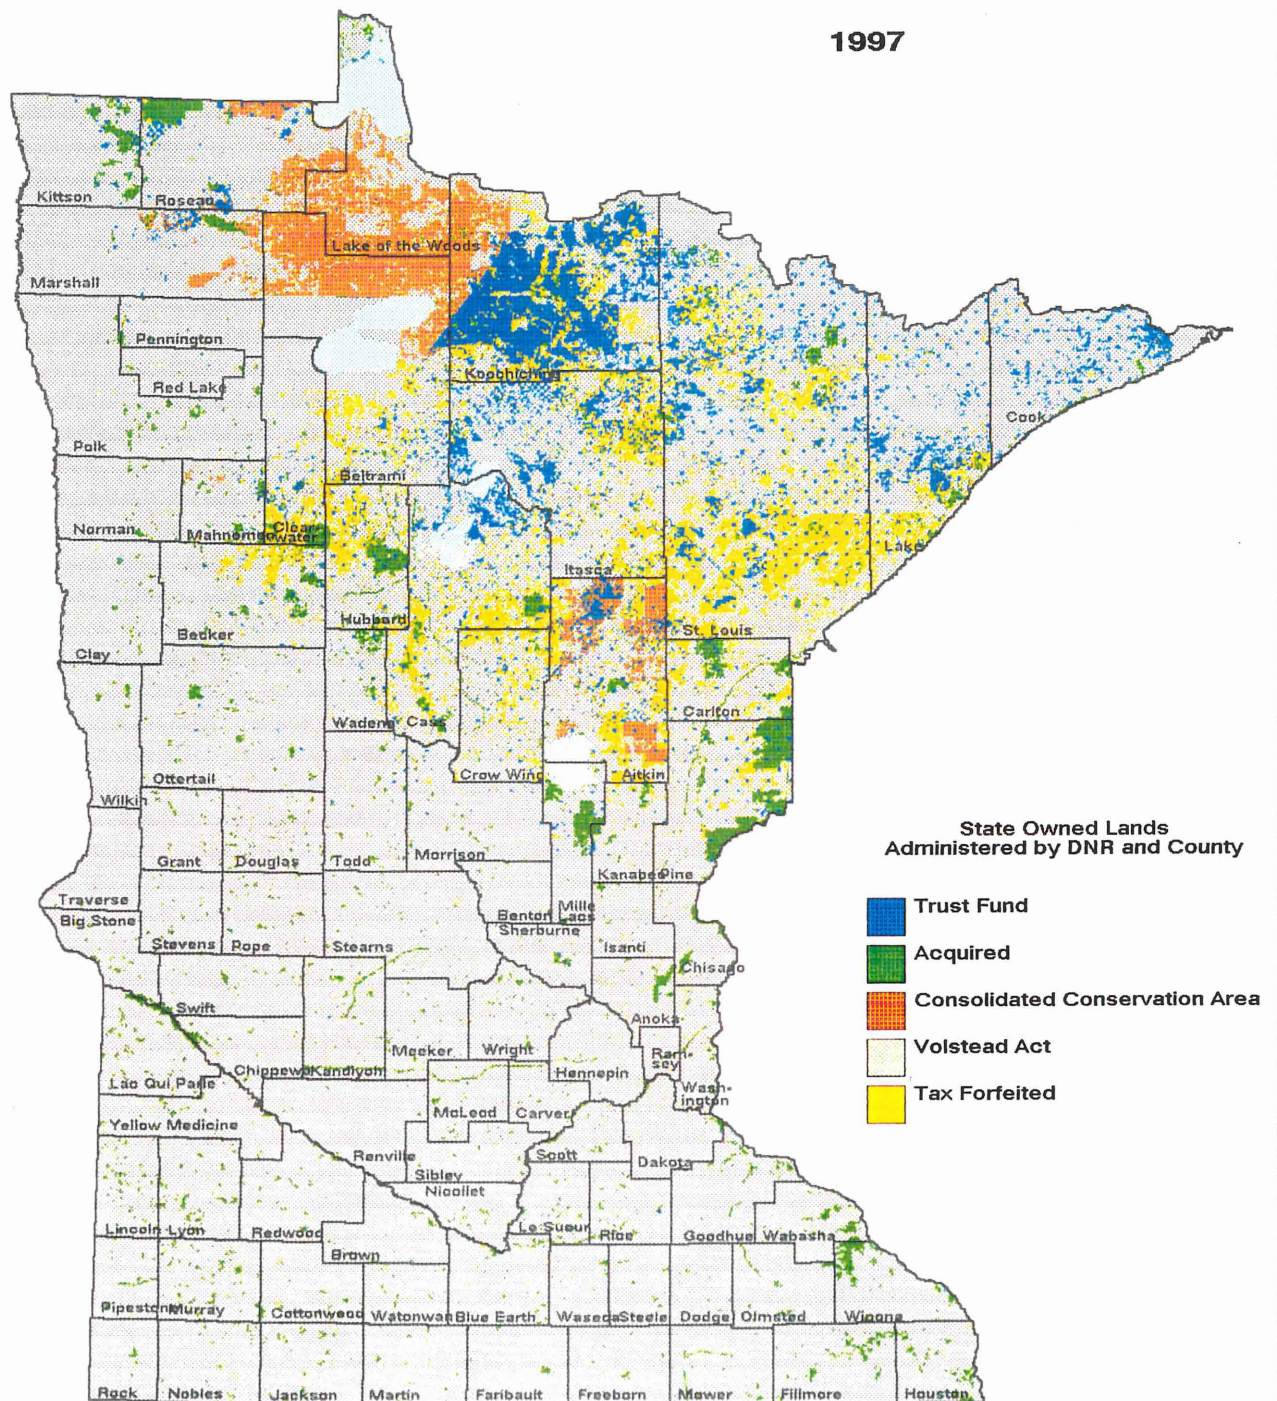 1997
Kittson
Roseau
Lake of the Woods
Marshall
Pennington
Koochiching
Red Lake
Cook
Polk
Beltrami
Norman
Mahnomen
Clear-
water
Lake
Itasca
Hubbard
St. Louis
Becker
Clay
Carlton
Wadena
Cass
Ottertail
Crow Wing
Aitkin
Wilkin
State Owned Lands
Administered by DNR and County
Grant
Douglas
Todd
Morrison
Kanabec
Pine
Traverse
Trust Fund
Big Stone
Benton
Mille
Lacs
Stevens
Pope
Stearns
Sherburne
Isanti
Acquired
Chisago
Swift
Consolidated Conservation Area
Anoka
Meeker
Wright
Volstead Act
Ram-
sey
Chippewa
Kandiyohi
Hennepin
Lac Qui Parle
Wash-
ington
Tax Forfeited
McLeod
Carver
Yellow Medicine
Renville
Scott
Dakota
Sibley
Nicollet
Lincoln
Lyon
Redwood
Le Sueur
Rice
Goodhue
Wabasha
Brown
Pipestone
Murray
Cottonwood
Watonwan
Blue Earth
Waseca
Steele
Dodge
Olmsted
Winona
Rock
Nobles
Jackson
Martin
Faribault
Freeborn
Mower
Fillmore
Houston